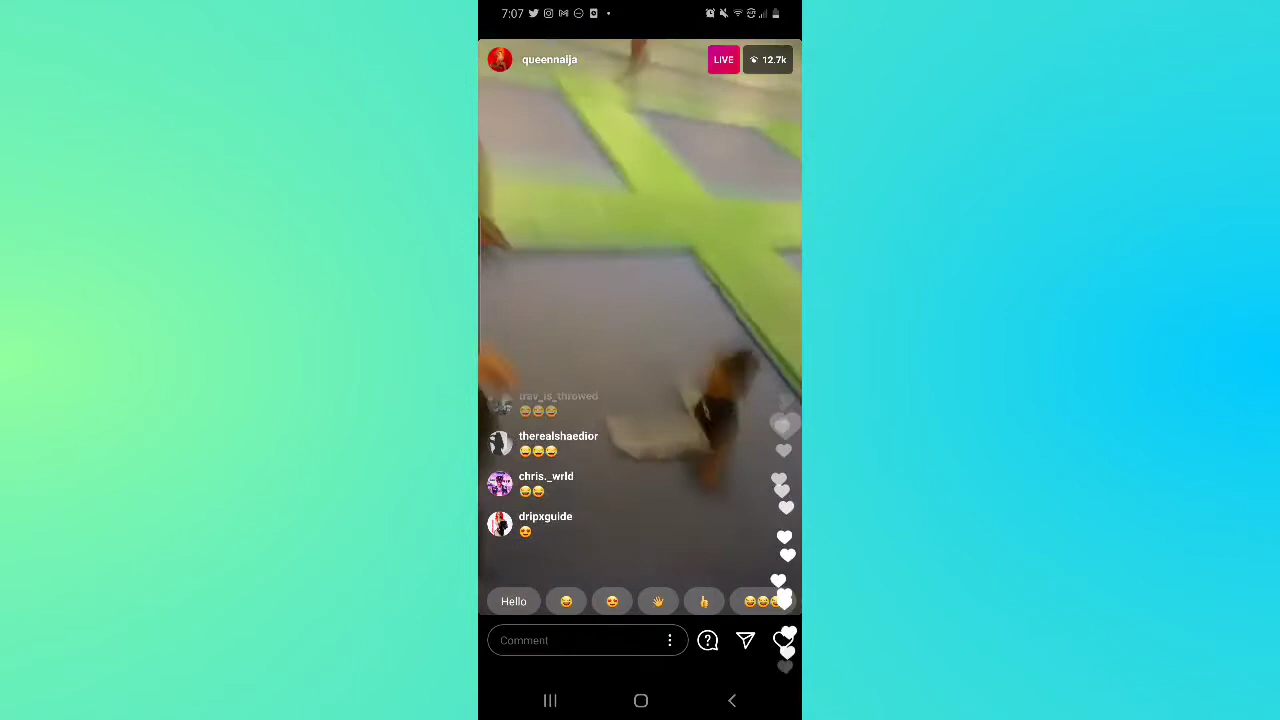 7:07
queennaija
LIVE
12.7k
trav_is_throwed
therealshaedior
chris._wrld
dripxguide
Hello
Comment